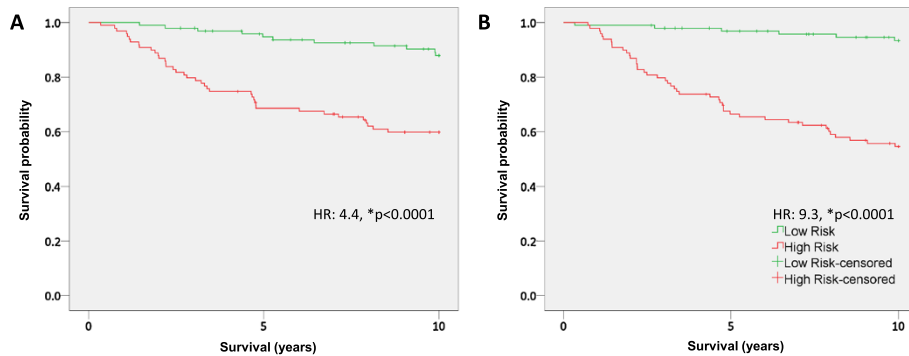 A
Survival probability
1.0
0.8
0.6
0.4
0.2
0.0
HR: 4.4, *p<0.0001
0
5
10
Survival (years)
B
Survival probability
1.0
0.8
0.6
0.4
0.2
0.0
HR: 9.3, *p<0.0001
Low Risk
High Risk
Low Risk-censored
High Risk-censored
0
5
10
Survival (years)